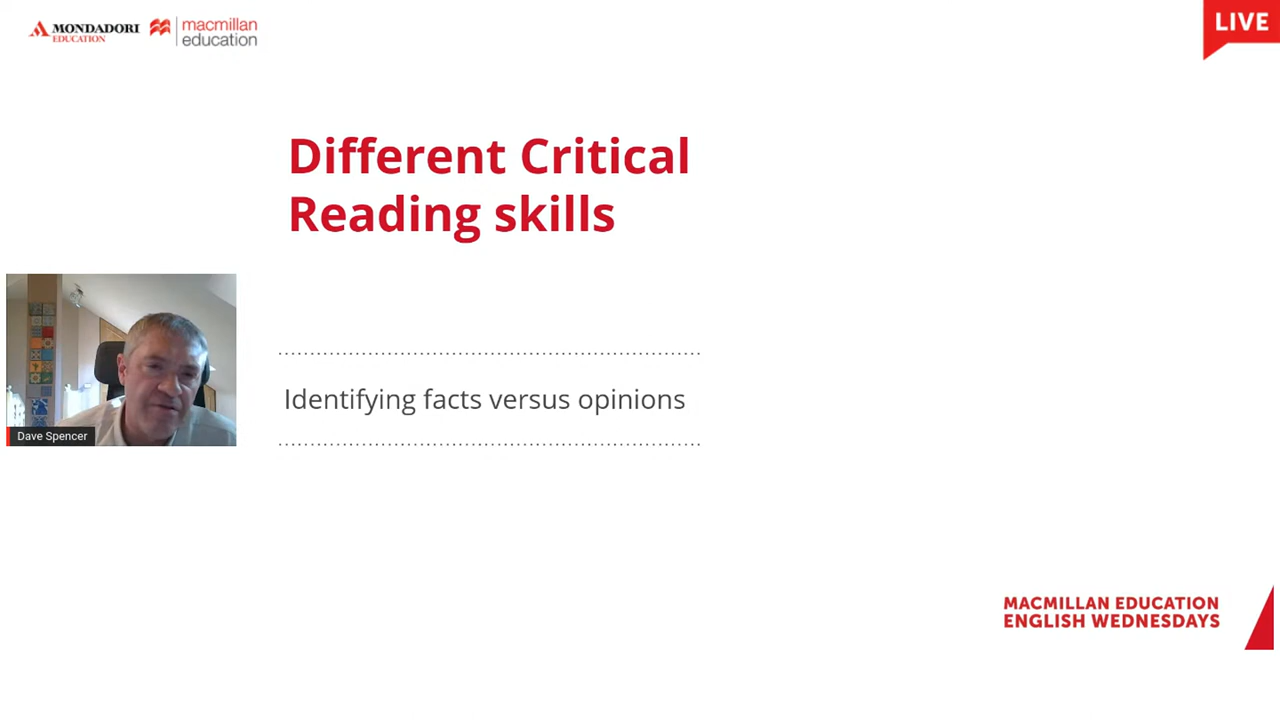 MONDADORI
EDUCATION
macmillan
education
LIVE
Different Critical
Reading skills
Identifying facts versus opinions
Dave Spencer
MACMILLAN EDUCATION
ENGLISH WEDNESDAYS